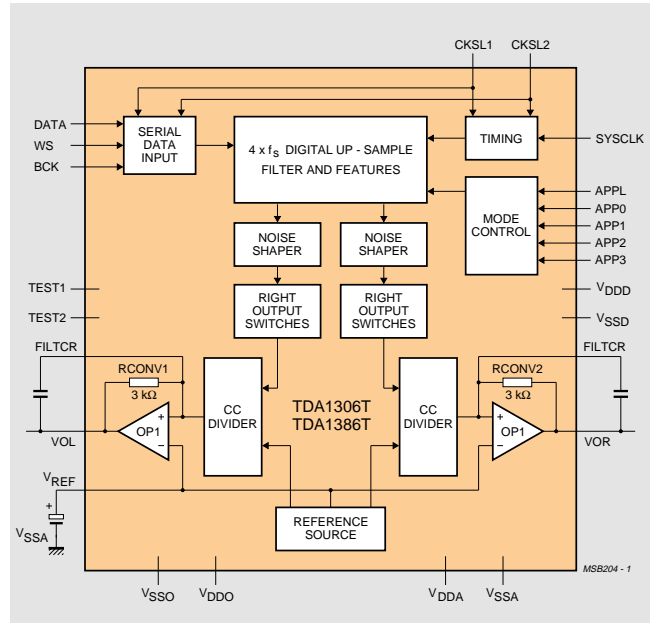 CKSL1 CKSL2
DATA
WS
BCK
SERIAL
DATA
INPUT
4 x fs DIGITAL UP - SAMPLE
FILTER AND FEATURES
TIMING
SYSCLK
MODE
CONTROL
APPL
APP0
APP1
APP2
APP3
NOISE
SHAPER
NOISE
SHAPER
TEST1
TEST2
RIGHT
OUTPUT
SWITCHES
RIGHT
OUTPUT
SWITCHES
VDDD
VSSD
FILTCR
RCONV1
3 kΩ
+
OP1
−
VOL
CC
DIVIDER
TDA1306T
TDA1386T
CC
DIVIDER
FILTCR
RCONV2
3 kΩ
+
OP1
−
VOR
VREF
+
VSSA
REFERENCE
SOURCE
MSB204 - 1
VSSO VDDO VDDA VSSA